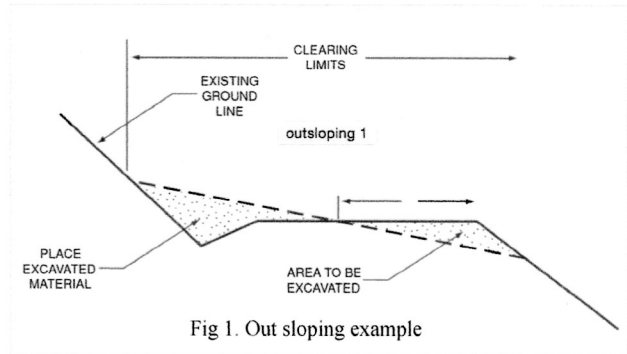 CLEARING
LIMITS
EXISTING
GROUND
LINE
outsloping 1
PLACE
EXCAVATED
MATERIAL
AREA TO BE
EXCAVATED
Fig 1. Out sloping example